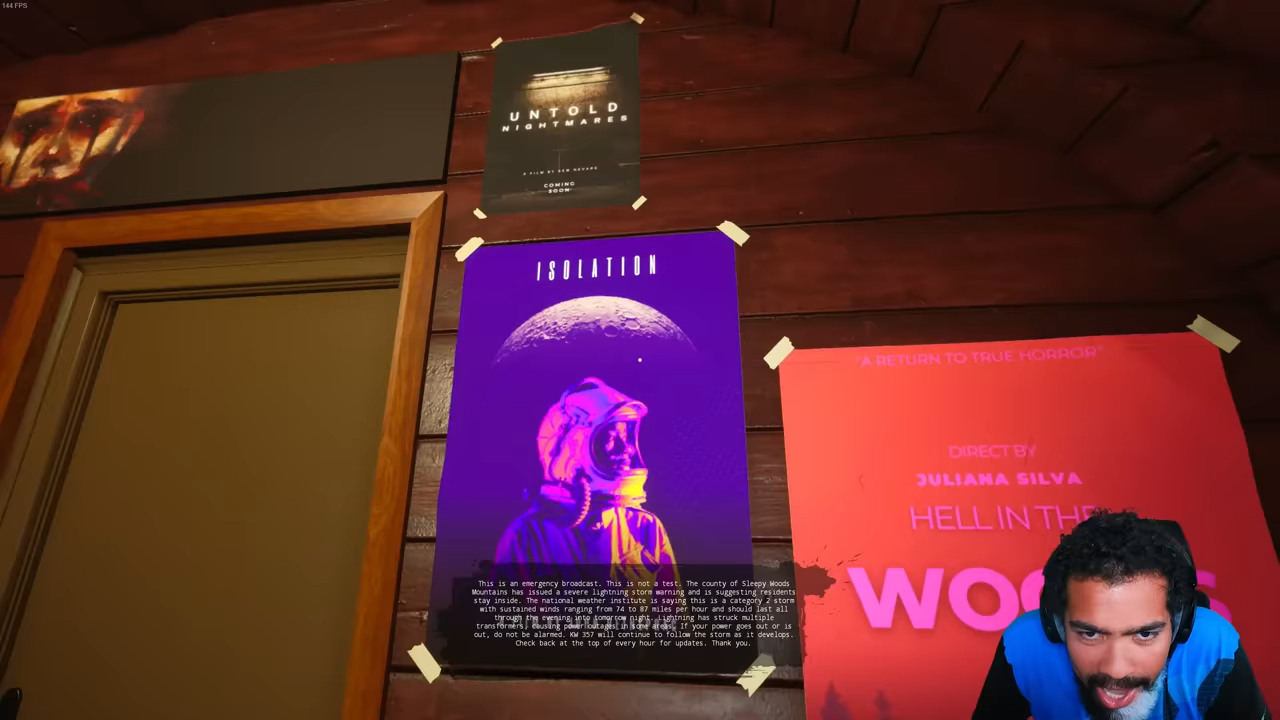 144 FPS
UNTOLD
NIGHTMARES
COMING
SOON
ISOLATION
"A RETURN TO TRUE HORROR"
DIRECT BY
JULIANA SILVA
HELL IN THE
This is an emergency broadcast. This is not a test. The county of Sleepy Woods
Mountains has issued a severe lightning storm warning and is suggesting residents
stay inside. The national weather institute is saying this is a category 2 storm
with sustained winds ranging from 74 to 87 miles per hour and should last all
through the evening into tomorrow night. Lightning has struck multiple
transformers, causing power outages in some areas. If your power goes out or is
out, do not be alarmed. KW 357 will continue to follow the storm as it develops.
Check back at the top of every hour for updates. Thank you.